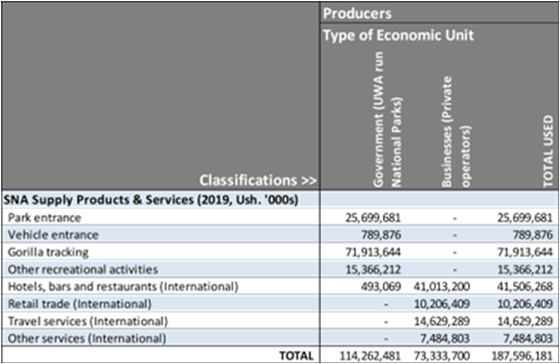 Producers
Type of Economic Unit
Classifications >>
Government (UWA run
National Parks)
Businesses (Private
operators)
TOTAL USED
SNA Supply Products & Services (2019, Ush. '000s)
Park entrance 25,699,681 - 25,699,681
Vehicle entrance 789,876 - 789,876
Gorilla tracking 71,913,644 - 71,913,644
Other recreational activities 15,366,212 - 15,366,212
Hotels, bars and restaurants (International) 493,069 41,013,200 41,506,268
Retail trade (International) - 10,206,409 10,206,409
Travel services (International) - 14,629,289 14,629,289
Other services (International) - 7,484,803 7,484,803
TOTAL 114,262,481 73,333,700 187,596,181